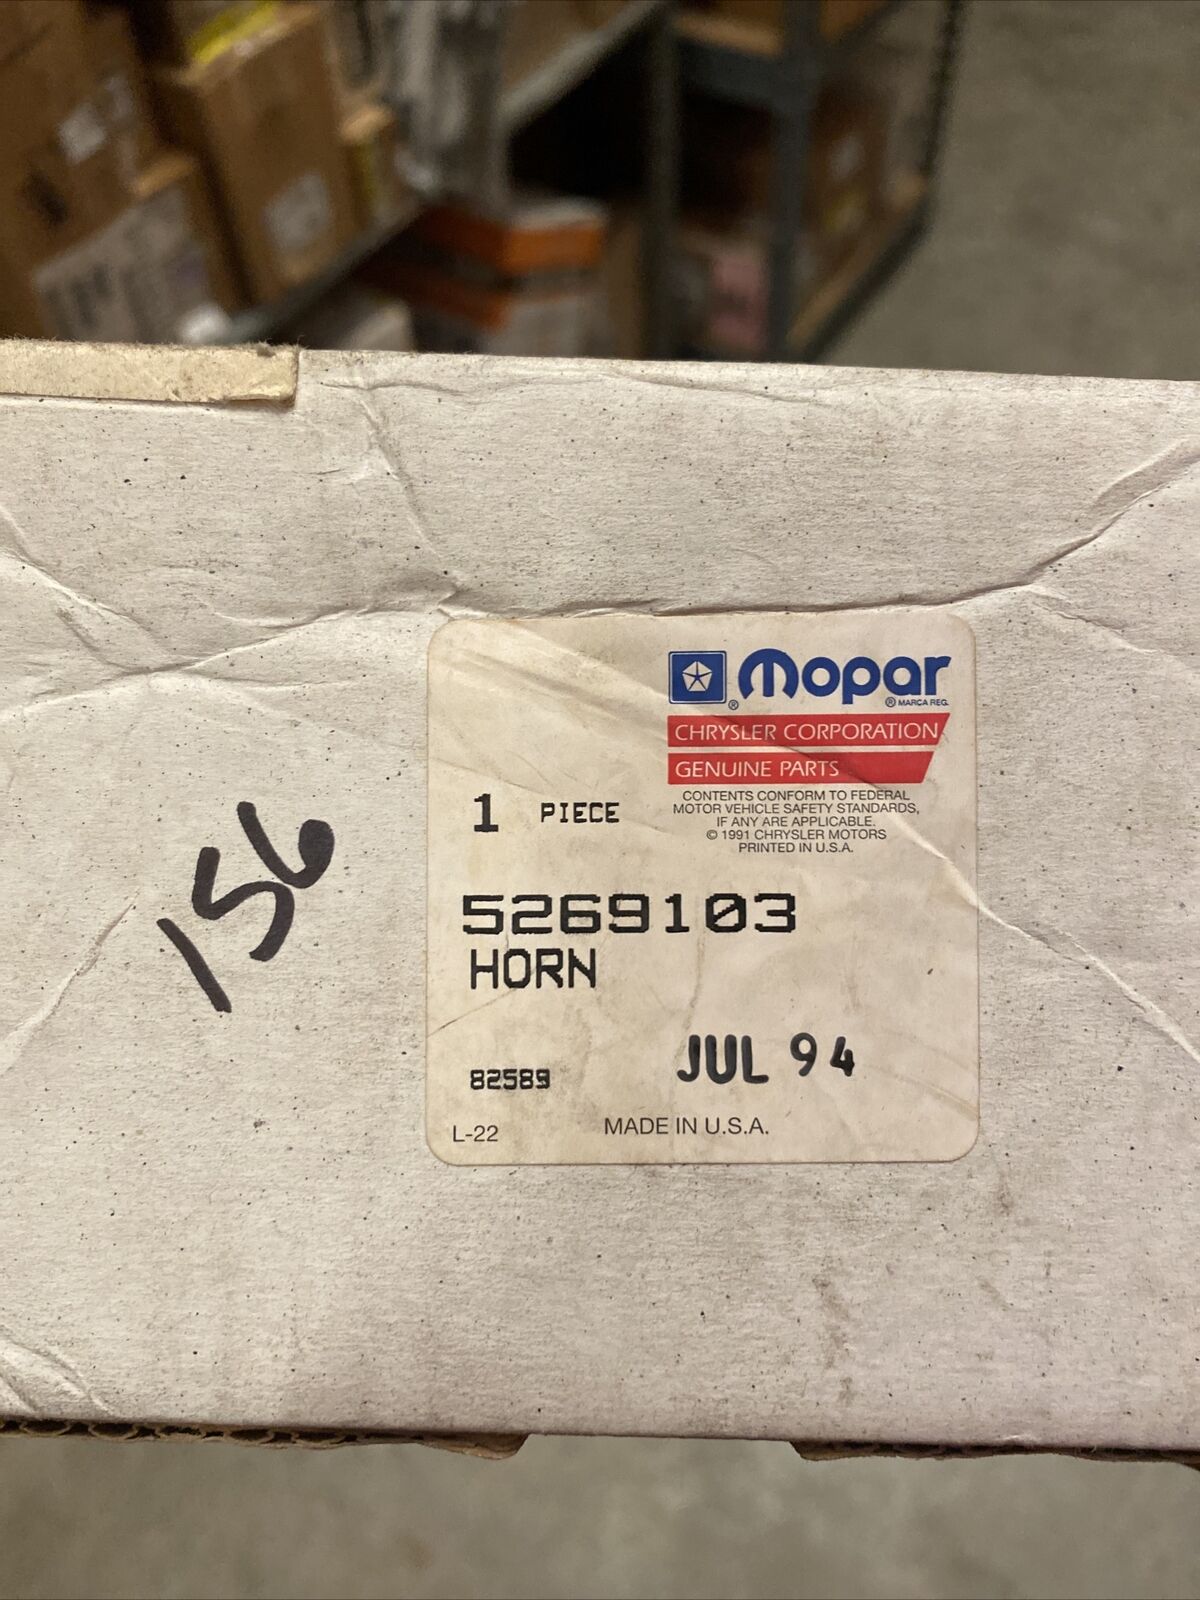 Mopar
® ® MARCA REG.
CHRYSLER CORPORATION
GENUINE PARTS
CONTENTS CONFORM TO FEDERAL
MOTOR VEHICLE SAFETY STANDARDS,
IF ANY ARE APPLICABLE.
© 1991 CHRYSLER MOTORS
PRINTED IN U.S.A.
1 PIECE
5269103
HORN
JUL 94
82589
L-22 MADE IN U.S.A.
156